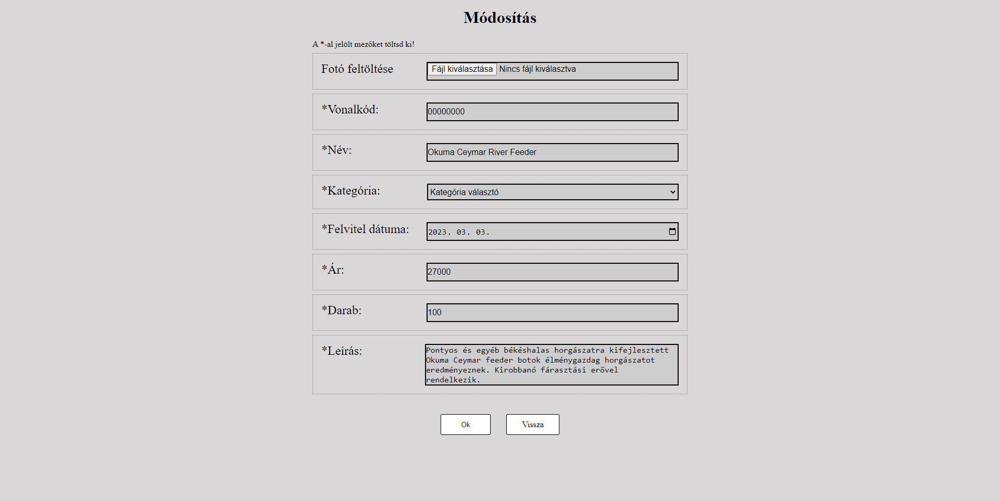 Módosítás
A *-al jelölt mezőket töltsd ki!
Fotó feltöltése
Fájl kiválasztása Nincs fájl kiválasztva
*Vonalkód:
00000000
*Név:
Okuma Ceymar River Feeder
*Kategória:
Kategória választó
*Felvitel dátuma:
2023. 03. 03.
*Ár:
27000
*Darab:
100
*Leírás:
Pontyos és egyéb békéshalas horgászatra kifejlesztett
Okuma Ceymar feeder botok élménygazdag horgászatot
eredményeznek. Kirobbanó fárasztási erővel
rendelkezik.
Ok
Vissza